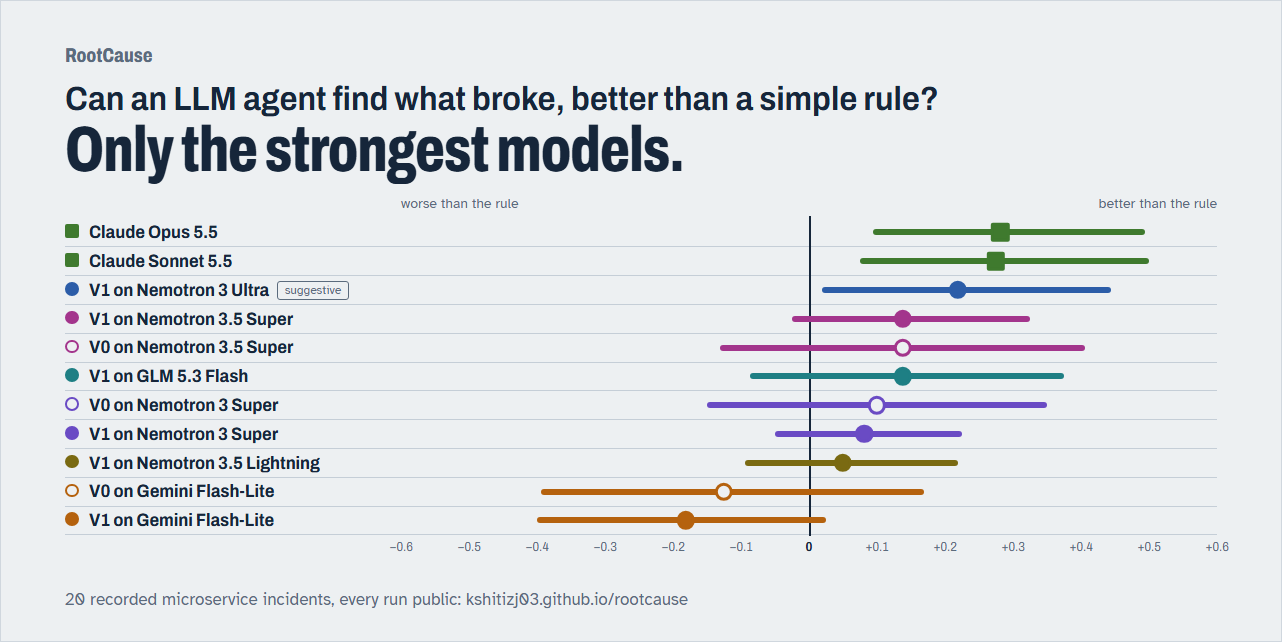 RootCause
Can an LLM agent find what broke, better than a simple rule?
Only the strongest models.
worse than the rule better than the rule
Claude Opus 5.5
Claude Sonnet 5.5
V1 on Nemotron 3 Ultra suggestive
V1 on Nemotron 3.5 Super
V0 on Nemotron 3.5 Super
V1 on GLM 5.3 Flash
V0 on Nemotron 3 Super
V1 on Nemotron 3 Super
V1 on Nemotron 3.5 Lightning
V0 on Gemini Flash-Lite
V1 on Gemini Flash-Lite
−0.6 −0.5 −0.4 −0.3 −0.2 −0.1 0 +0.1 +0.2 +0.3 +0.4 +0.5 +0.6
20 recorded microservice incidents, every run public: kshitizj03.github.io/rootcause